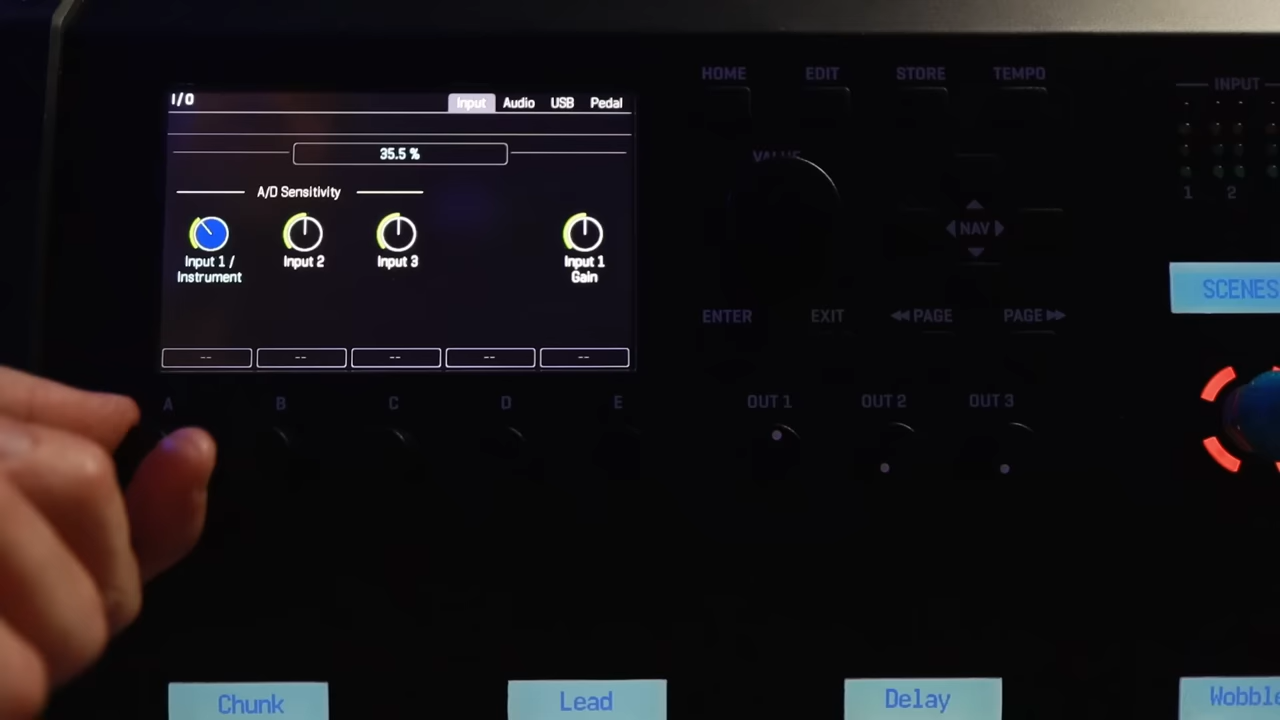 I/O
Input Audio USB Pedal
35.5 %
A/D Sensitivity
Input 1 /
Instrument
Input 2
Input 3
Input 1
Gain
-- -- -- -- --
A B C D E
HOME EDIT STORE TEMPO
VALUE
NAV
ENTER EXIT PAGE PAGE
OUT 1 OUT 2 OUT 3
INPUT
1 2
SCENES
Chunk Lead Delay Wobble